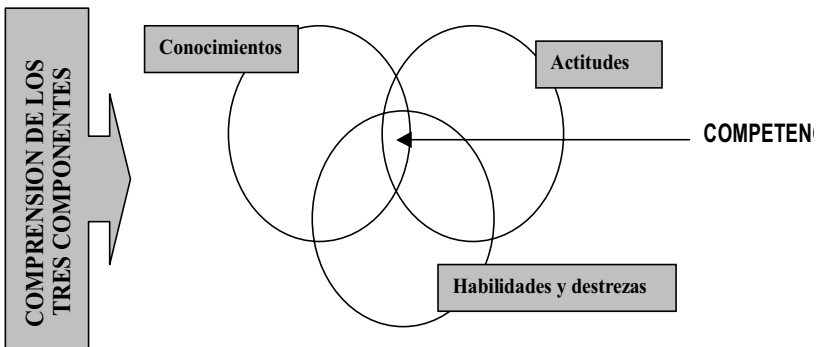 COMPRENSION DE LOS
TRES COMPONENTES
Conocimientos
Actitudes
COMPETENC
Habilidades y destrezas